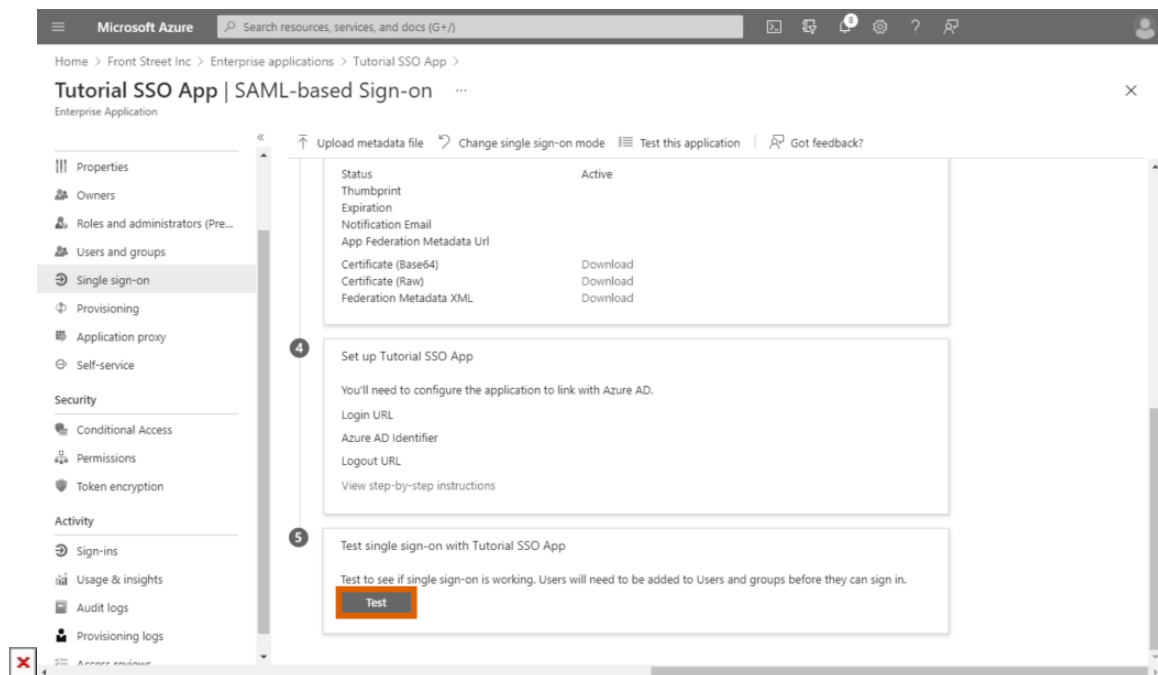 Microsoft Azure
Search resources, services, and docs (G+/)
8
Home > Front Street Inc > Enterprise applications > Tutorial SSO App >
Tutorial SSO App | SAML-based Sign-on ...
Enterprise Application
Upload metadata file
Change single sign-on mode
Test this application
Got feedback?
Properties
Owners
Roles and administrators (Pre...
Users and groups
Single sign-on
Provisioning
Application proxy
Self-service
Security
Conditional Access
Permissions
Token encryption
Activity
Sign-ins
Usage & insights
Audit logs
Provisioning logs
Access reviews
Status Active
Thumbprint
Expiration
Notification Email
App Federation Metadata Url
Certificate (Base64) Download
Certificate (Raw) Download
Federation Metadata XML Download
4
Set up Tutorial SSO App
You'll need to configure the application to link with Azure AD.
Login URL
Azure AD Identifier
Logout URL
View step-by-step instructions
5
Test single sign-on with Tutorial SSO App
Test to see if single sign-on is working. Users will need to be added to Users and groups before they can sign in.
Test